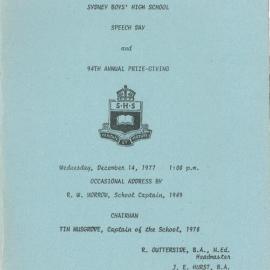 SYDNEY BOYS' HIGH SCHOOL
SPEECH DAY
and
94TH ANNUAL PRIZE-GIVING
S H S
Wednesday, December 14, 1977 1:00 p.m.
OCCASIONAL ADDRESS BY
R. W. MORROW, School Captain, 1949
CHAIRMAN
TIM MUSGROVE, Captain of the School, 1978
R. OUTTERSIDE, B.A., M.Ed.
Headmaster
J. E. HURST, B.A.